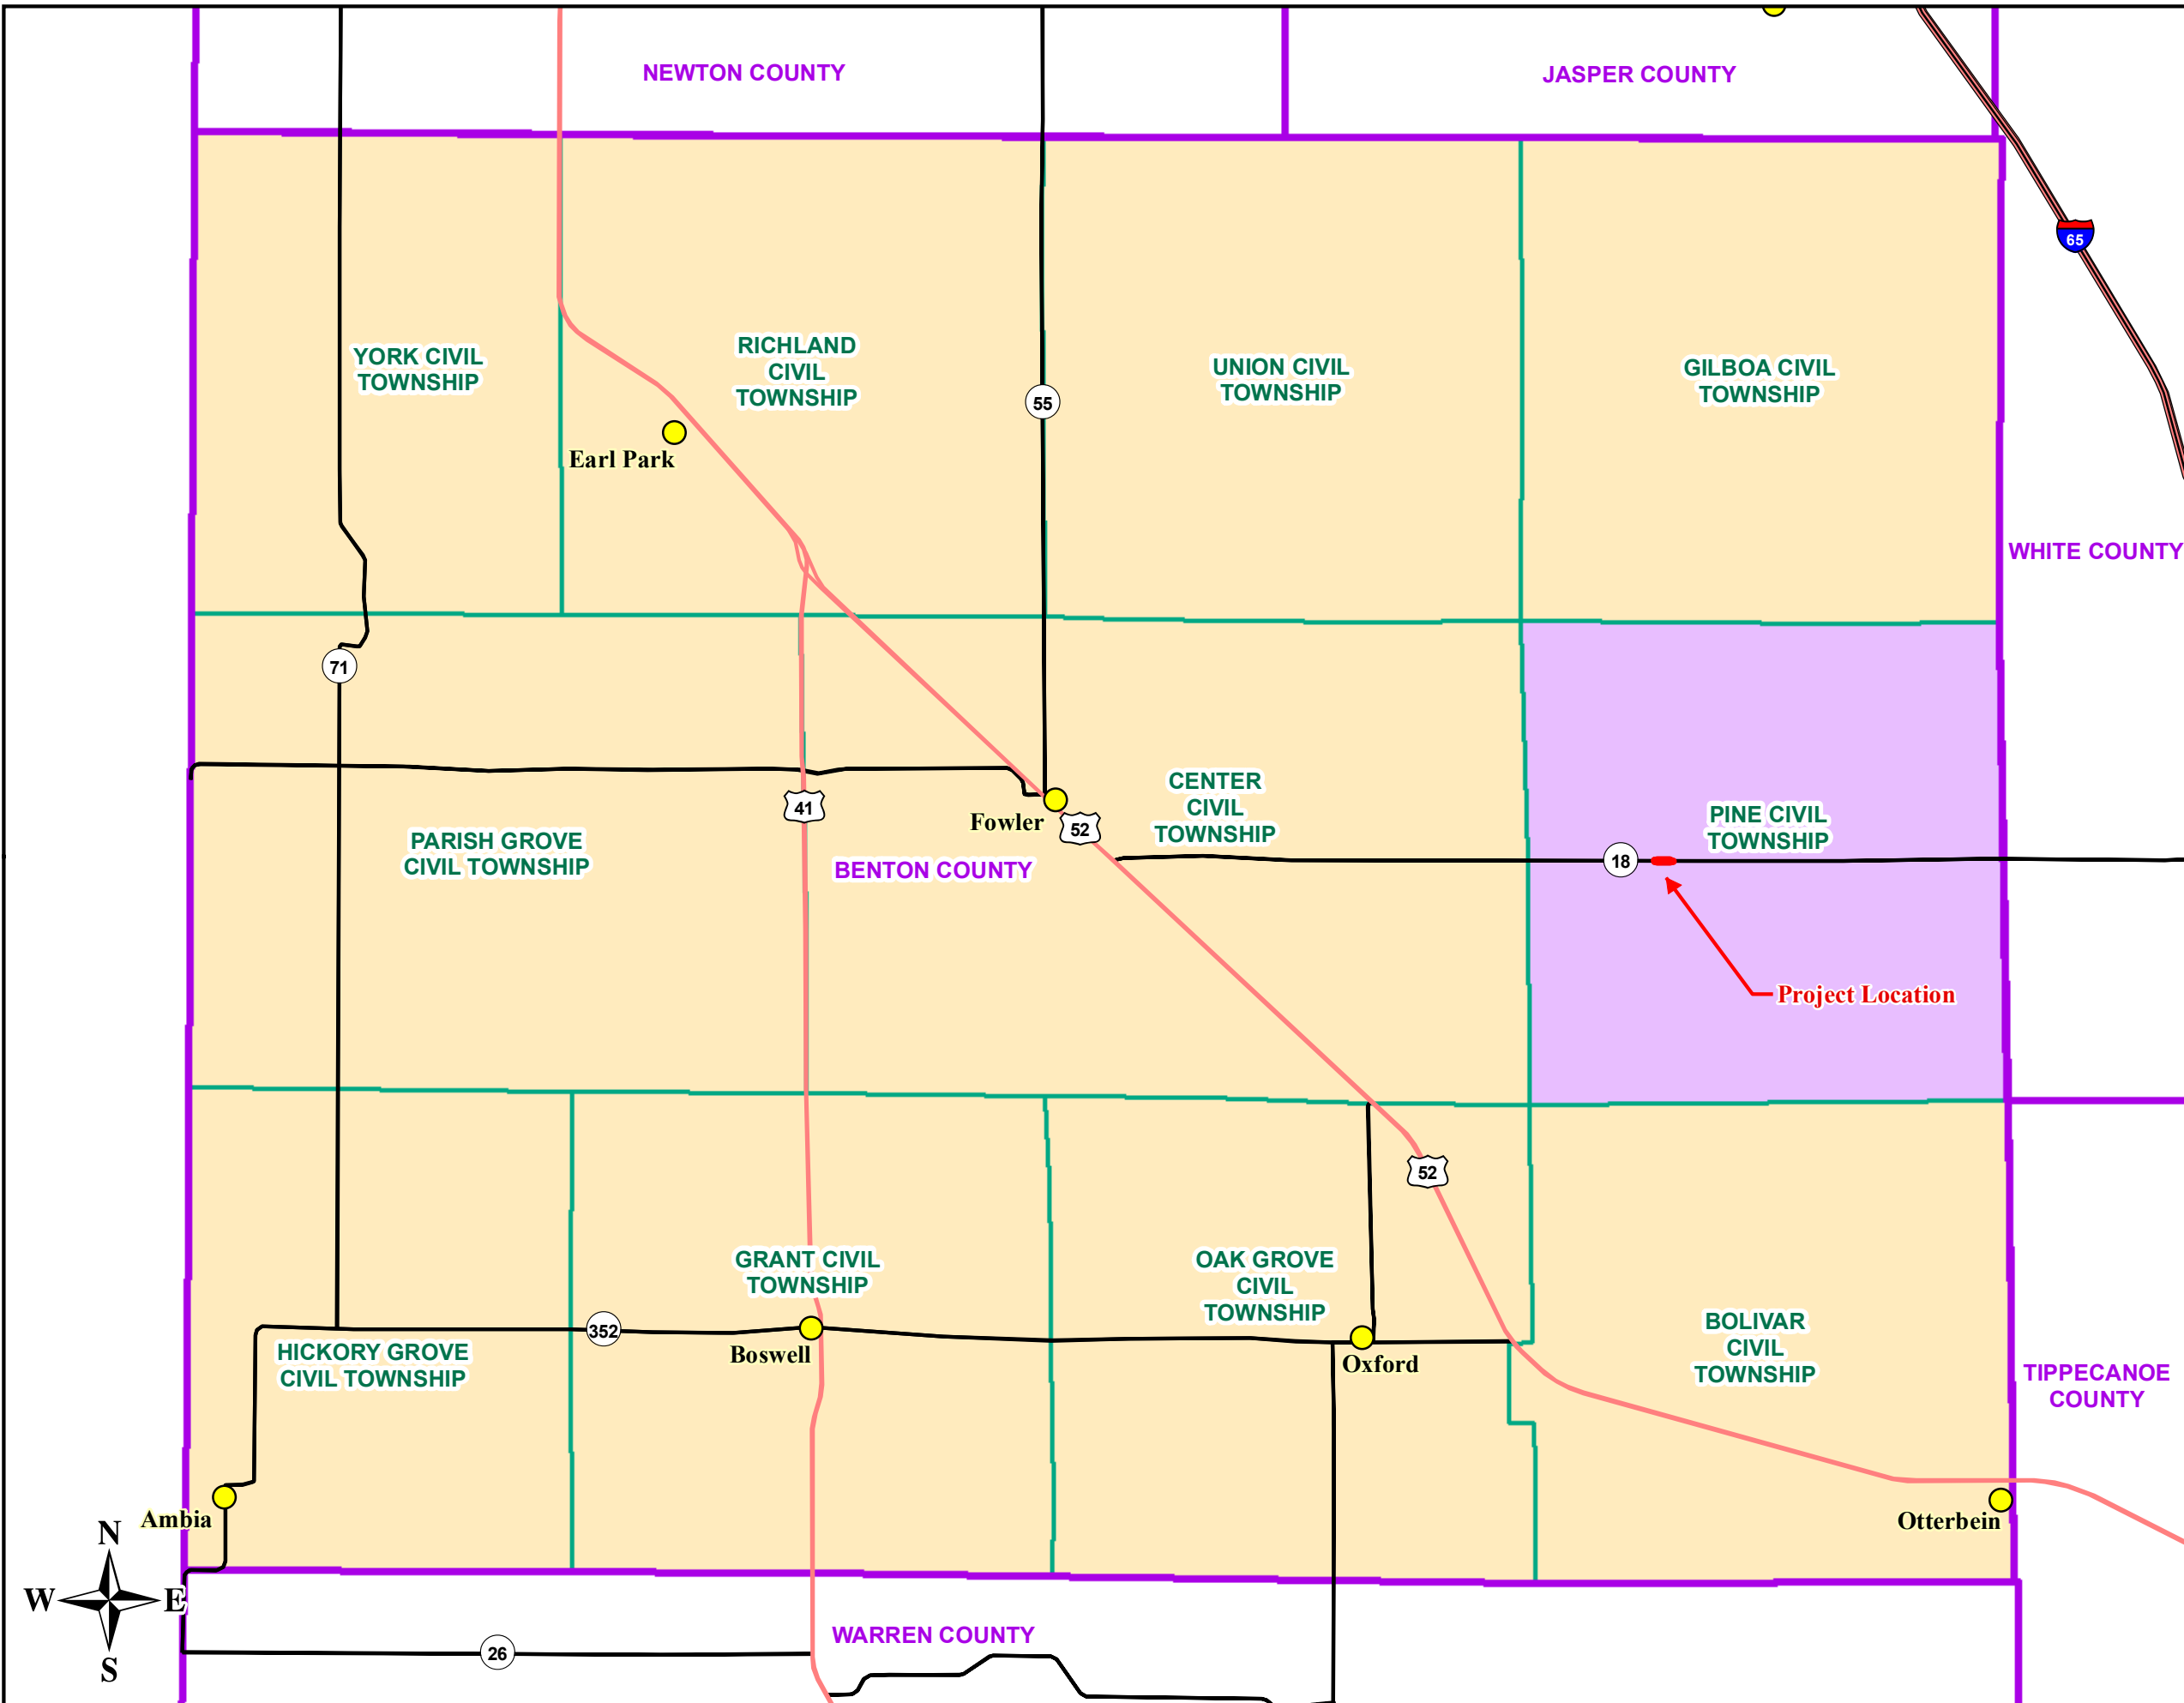 NEWTON COUNTY
JASPER COUNTY
65
YORK CIVIL
TOWNSHIP
RICHLAND
CIVIL
TOWNSHIP
UNION CIVIL
TOWNSHIP
GILBOA CIVIL
TOWNSHIP
55
Earl Park
WHITE COUNTY
71
41
Fowler
52
CENTER
CIVIL
TOWNSHIP
PINE CIVIL
TOWNSHIP
PARISH GROVE
CIVIL TOWNSHIP
BENTON COUNTY
18
Project Location
52
GRANT CIVIL
TOWNSHIP
OAK GROVE
CIVIL
TOWNSHIP
BOLIVAR
CIVIL
TOWNSHIP
352
HICKORY GROVE
CIVIL TOWNSHIP
Boswell
Oxford
TIPPECANOE
COUNTY
Ambia
Otterbein
N
W E
S
WARREN COUNTY
26